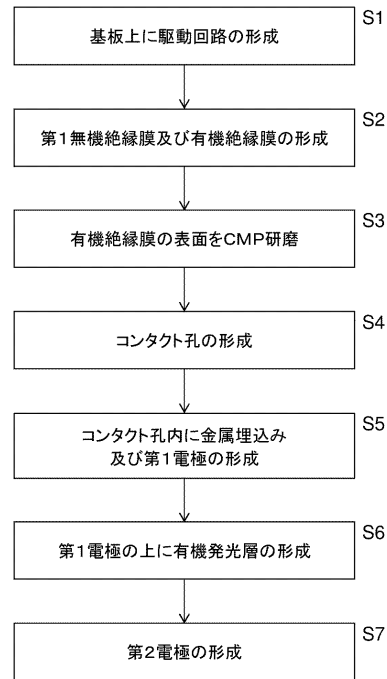 S1
基板上に駆動回路の形成
S2
第1無機絶縁膜及び有機絶縁膜の形成
S3
有機絶縁膜の表面をCMP研磨
S4
コンタクト孔の形成
S5
コンタクト孔内に金属埋込み
及び第1電極の形成
S6
第1電極の上に有機発光層の形成
S7
第2電極の形成